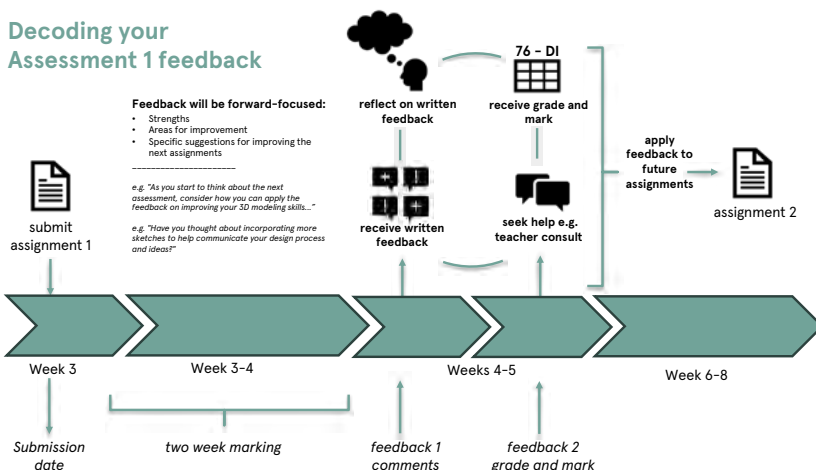 Decoding your
Assessment 1 feedback
Feedback will be forward-focused:
• Strengths
• Areas for improvement
• Specific suggestions for improving the
next assignments
e.g. "As you start to think about the next
assessment, consider how you can apply the
feedback on improving your 3D modeling skills..."
e.g. "Have you thought about incorporating more
sketches to help communicate your design process
and ideas?"
submit
assignment 1
reflect on written
feedback
76 - DI
receive grade and
mark
receive written
feedback
seek help e.g.
teacher consult
apply
feedback to
future
assignments
assignment 2
Week 3
Week 3-4
Weeks 4-5
Week 6-8
Submission
date
two week marking
feedback 1
comments
feedback 2
grade and mark